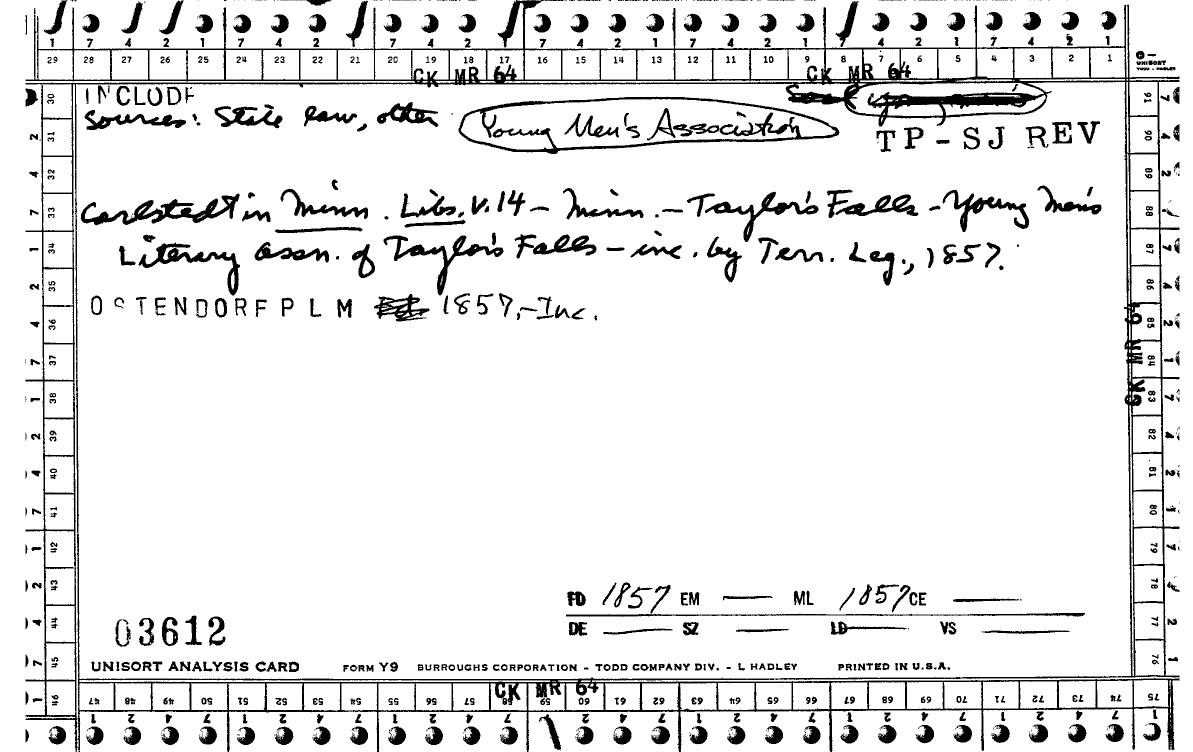 1 7 4 2 1 7 4 2 1 7 4 2 1 7 4 2 1 7 4 2 1 7 4 2 1 7 4 2 1
29 28 27 26 25 24 23 22 21 20 19 18 17 16 15 14 13 12 11 10 9 8 7 6 5 4 3 2 1
UNISORT
TODD - HADLEY
CK MR 64 CK MR 64
INCLUDE
Sources: State law, other Young Men's Association
TP-SJ REV
Carlstedt in Minn. Libs. V.14 - Minn. - Taylor's Falls - Young Men's
Literary Assn. of Taylor's Falls - inc. by Terr. Leg., 1857.
OSTENDORF P L M 1857,-Inc.
CK MR 64
FD 1857 EM — ML 1857 CE —
DE — SZ — LD — VS —
03612
UNISORT ANALYSIS CARD FORM Y9 BURROUGHS CORPORATION - TODD COMPANY DIV. - L HADLEY PRINTED IN U.S.A.
CK MR 64
30 31 32 33 34 35 36 37 38 39 40 41 42 43 44 45 46
47 48 49 50 51 52 53 54 55 56 57 58 59 60 61 62 63 64 65 66 67 68 69 70 71 72 73 74 75
91 90 89 88 87 86 85 84 83 82 81 80 79 78 77 76